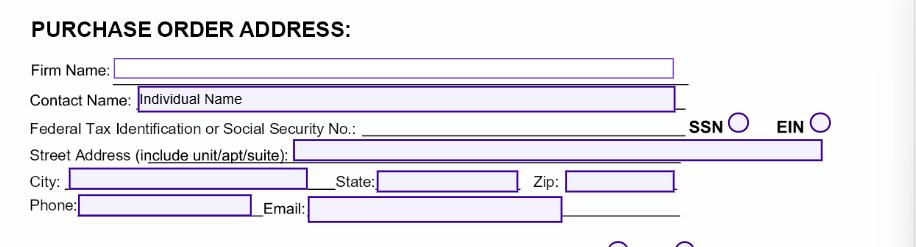 PURCHASE ORDER ADDRESS:
Firm Name:
Contact Name: Individual Name
Federal Tax Identification or Social Security No.: SSN EIN
Street Address (include unit/apt/suite):
City: State: Zip:
Phone: Email: